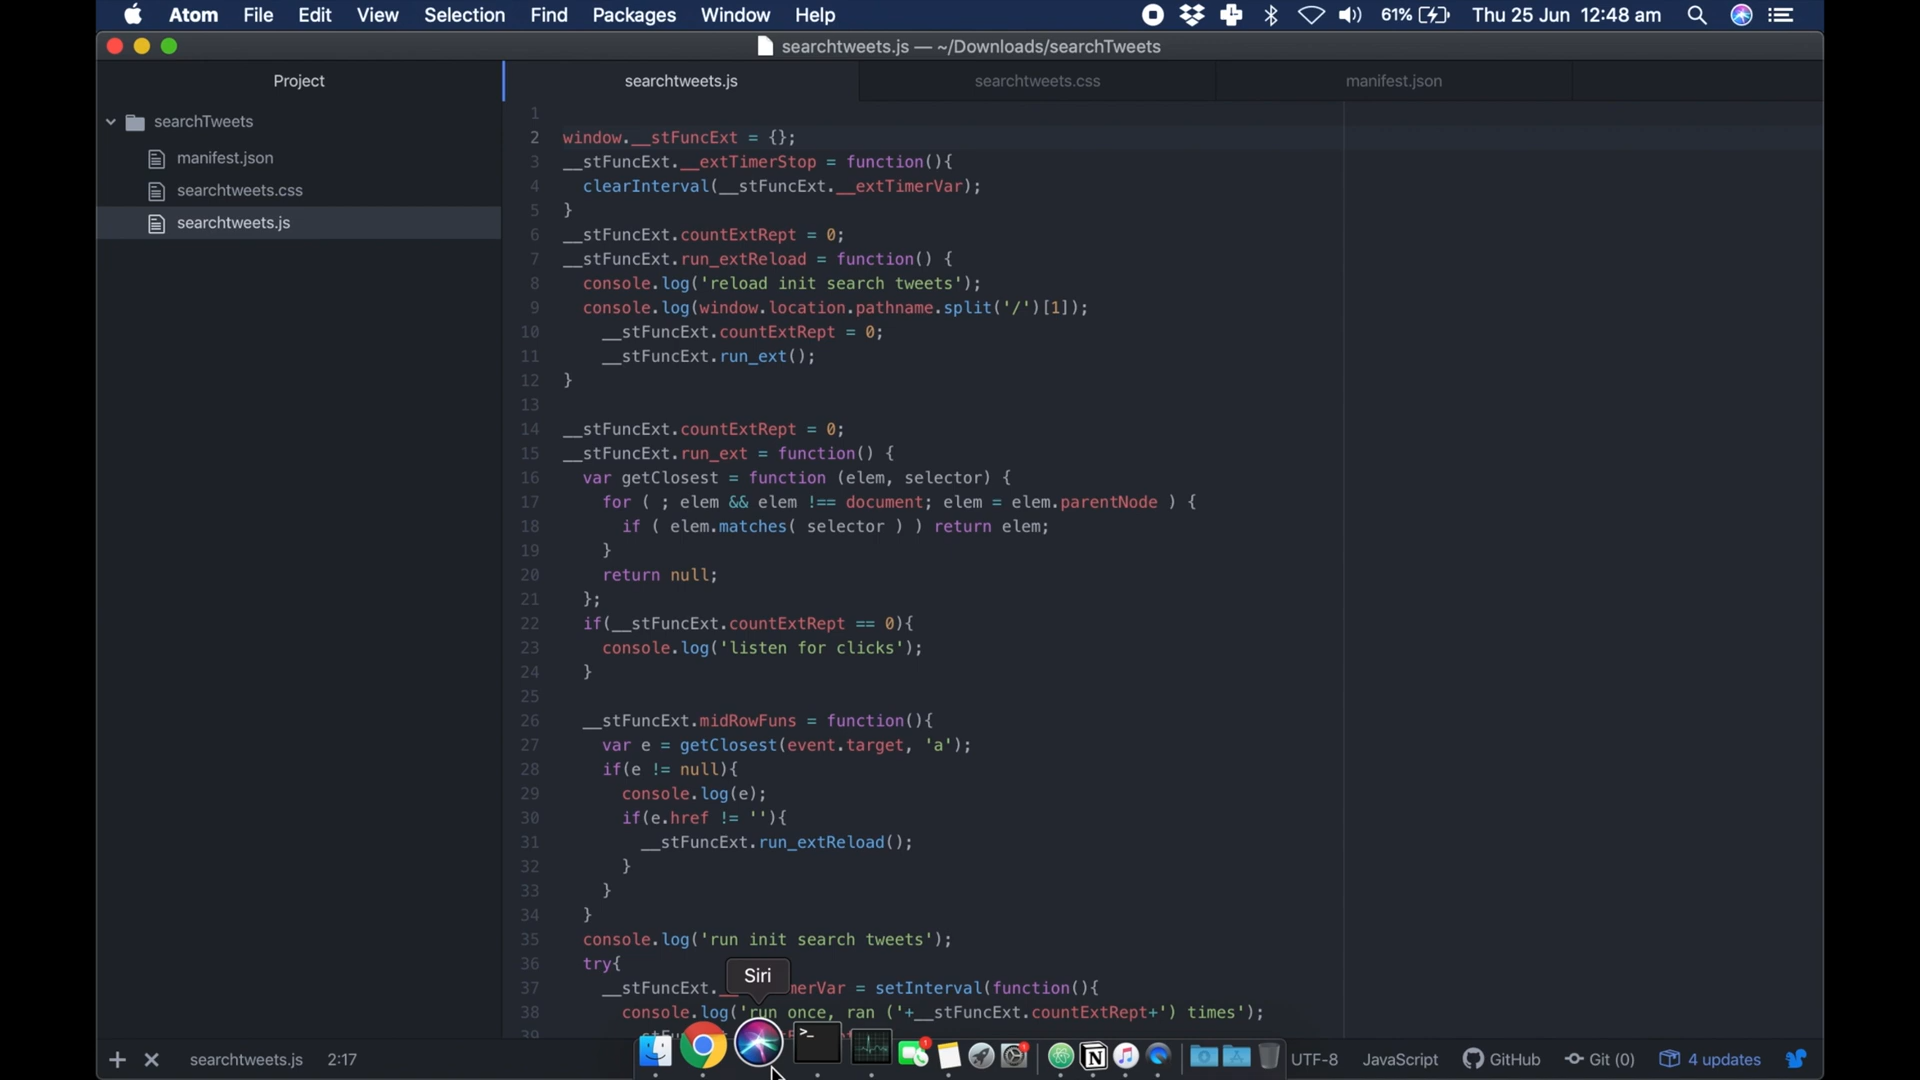 Atom File Edit View Selection Find Packages Window Help 61% Thu 25 Jun 12:48 am
searchtweets.js — ~/Downloads/searchTweets
Project searchtweets.js searchtweets.css manifest.json
searchTweets
manifest.json
searchtweets.css
searchtweets.js
1
2 window.__stFuncExt = {};
3 __stFuncExt.__extTimerStop = function(){
4 clearInterval(__stFuncExt.__extTimerVar);
5 }
6 __stFuncExt.countExtRept = 0;
7 __stFuncExt.run_extReload = function() {
8 console.log('reload init search tweets');
9 console.log(window.location.pathname.split('/')[1]);
10 __stFuncExt.countExtRept = 0;
11 __stFuncExt.run_ext();
12 }
13
14 __stFuncExt.countExtRept = 0;
15 __stFuncExt.run_ext = function() {
16 var getClosest = function (elem, selector) {
17 for ( ; elem && elem !== document; elem = elem.parentNode ) {
18 if ( elem.matches( selector ) ) return elem;
19 }
20 return null;
21 };
22 if(__stFuncExt.countExtRept == 0){
23 console.log('listen for clicks');
24 }
25
26 __stFuncExt.midRowFuns = function(){
27 var e = getClosest(event.target, 'a');
28 if(e != null){
29 console.log(e);
30 if(e.href != ''){
31 __stFuncExt.run_extReload();
32 }
33 }
34 }
35 console.log('run init search tweets');
36 try{
Siri
37 __stFuncExt.__ merVar = setInterval(function(){
38 console.log('run once, ran ('+__stFuncExt.countExtRept+') times');
39
searchtweets.js 2:17 UTF-8 JavaScript GitHub Git (0) 4 updates